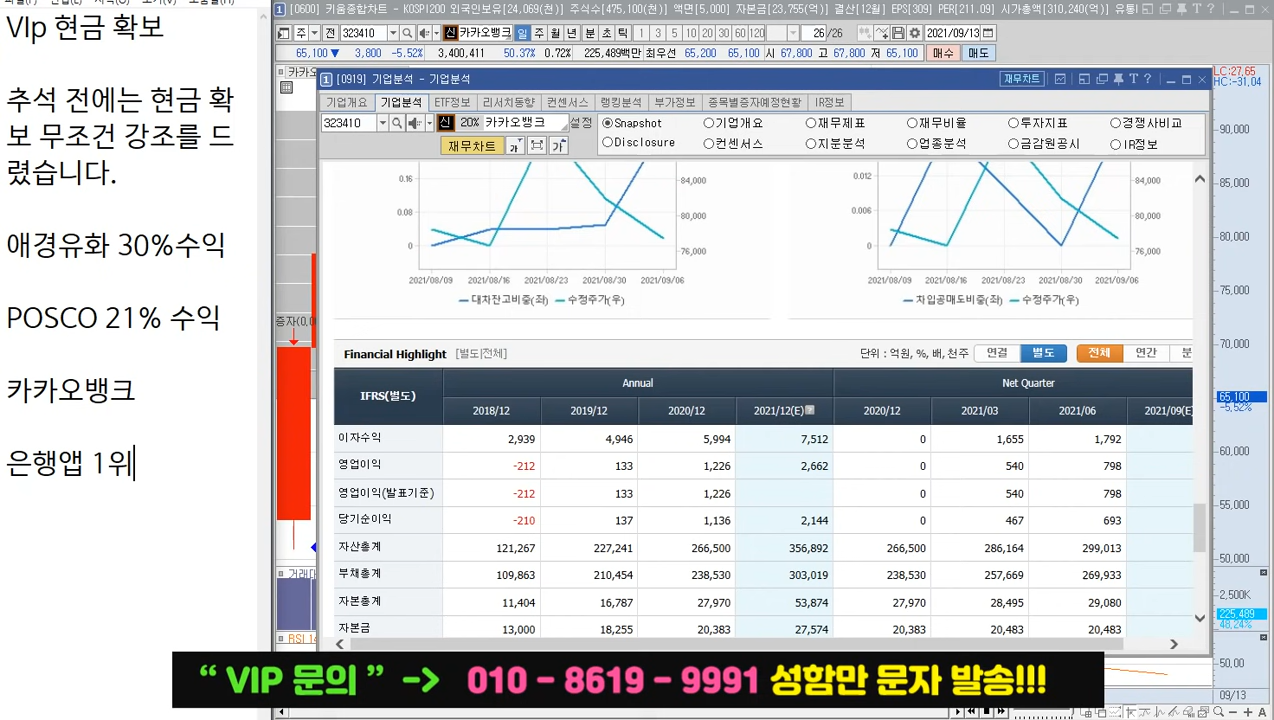 VIp 현금 확보
추석 전에는 현금 확
보 무조건 강조를 드
렸습니다.
애경유화 30%수익
POSCO 21% 수익
카카오뱅크
은행앱 1위
[0600] 키움종합차트 - KOSPI200 외국인보유[24,069(천)] 주식수[475,100(천)] 액면[5,000] 자본금[23,755(억)] 결산[12월] EPS[309] PER[211.09] 시가총액[310,240(억)] 유통
주 전 323410 신 카카오뱅크 일 주 월 년 분 초 틱 1 3 5 10 20 30 60 120 26 /26 2021/09/13
65,100 ▼ 3,800 -5.52% 3,400,411 50.37% 0.72% 225,489백만 최우선 65,200 65,100 시 67,800 고 67,800 저 65,100 매수 매도
[0919] 기업분석 - 기업분석 재무차트
기업개요 기업분석 ETF정보 리서치동향 컨센서스 랭킹분석 부가정보 종목별증자예정현황 IR정보
323410 신 20% 카카오뱅크 설정 Snapshot 기업개요 재무제표 재무비율 투자지표 경쟁사비교
재무차트 Disclosure 컨센서스 지분분석 업종분석 금감원공시 IR정보
0.16 84,000 0.012 84,000
0.08 80,000 0.006 80,000
0 76,000 0 76,000
2021/08/09 2021/08/16 2021/08/23 2021/08/30 2021/09/06 2021/08/09 2021/08/16 2021/08/23 2021/08/30 2021/09/06
대차잔고비중(좌) 수정주가(우) 차입공매도비중(좌) 수정주가(우)
Financial Highlight [별도|전체] 단위 : 억원, %, 배, 천주 연결 별도 전체 연간 분
IFRS(별도) Annual Net Quarter
2018/12 2019/12 2020/12 2021/12(E) 2020/12 2021/03 2021/06 2021/09(E)
이자수익 2,939 4,946 5,994 7,512 0 1,655 1,792
영업이익 -212 133 1,226 2,662 0 540 798
영업이익(발표기준) -212 133 1,226 0 540 798
당기순이익 -210 137 1,136 2,144 0 467 693
자산총계 121,267 227,241 266,500 356,892 266,500 286,164 299,013
부채총계 109,863 210,454 238,530 303,019 238,530 257,669 269,933
자본총계 11,404 16,787 27,970 53,874 27,970 28,495 29,080
자본금 13,000 18,255 20,383 27,574 20,383 20,483 20,483
LC:27.65
HC:-31.04
90,000
85,000
80,000
75,000
70,000
65,100
-5.52%
60,000
55,000
50,000
2,500K
225,489
48.24%
50.00
09/13
“ VIP 문의 ” -> 010 - 8619 - 9991 성함만 문자 발송!!!